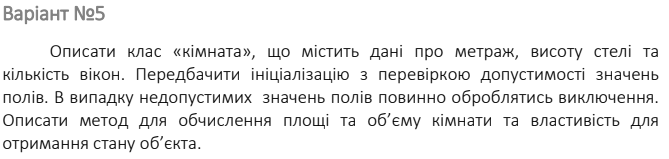 Варіант №5
Описати клас «кімната», що містить дані про метраж, висоту стелі та
кількість вікон. Передбачити ініціалізацію з перевіркою допустимості значень
полів. В випадку недопустимих значень полів повинно оброблятись виключення.
Описати метод для обчислення площі та об’єму кімнати та властивість для
отримання стану об’єкта.